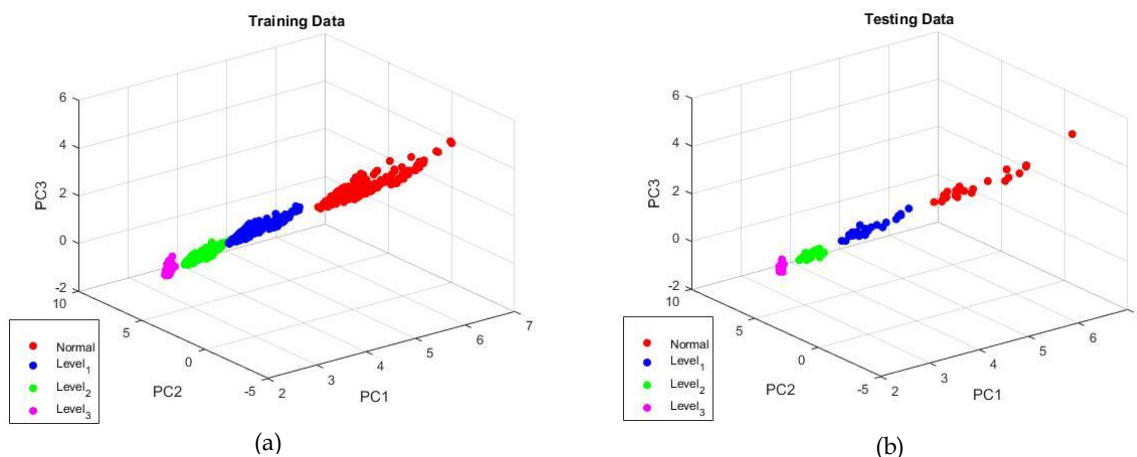 Training Data
6
4
2
0
-2
PC3
10
5
0
-5
PC2
2
3
4
5
6
7
PC1
Normal
Level1
Level2
Level3
(a)
Testing Data
6
4
2
0
-2
PC3
10
5
0
-5
PC2
2
3
4
5
6
PC1
Normal
Level1
Level2
Level3
(b)